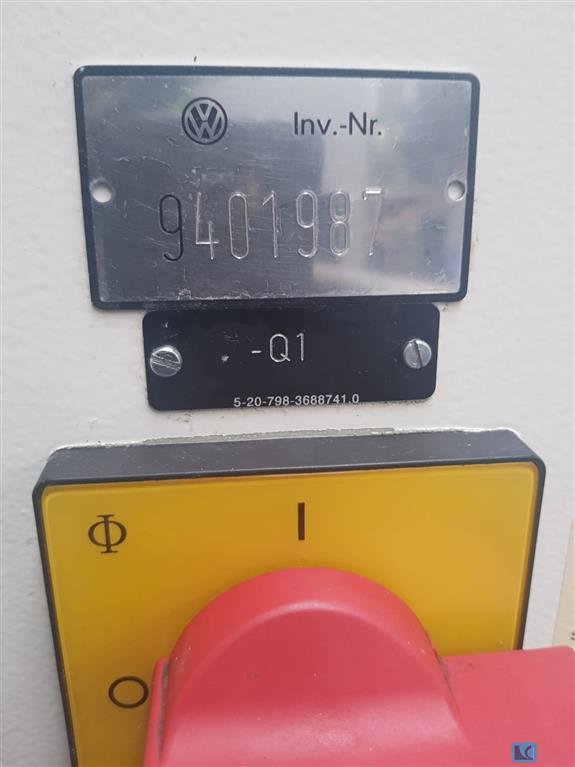 Inv.-Nr.
9401987
-Q1
5-20-798-3688741.0
Φ I
O